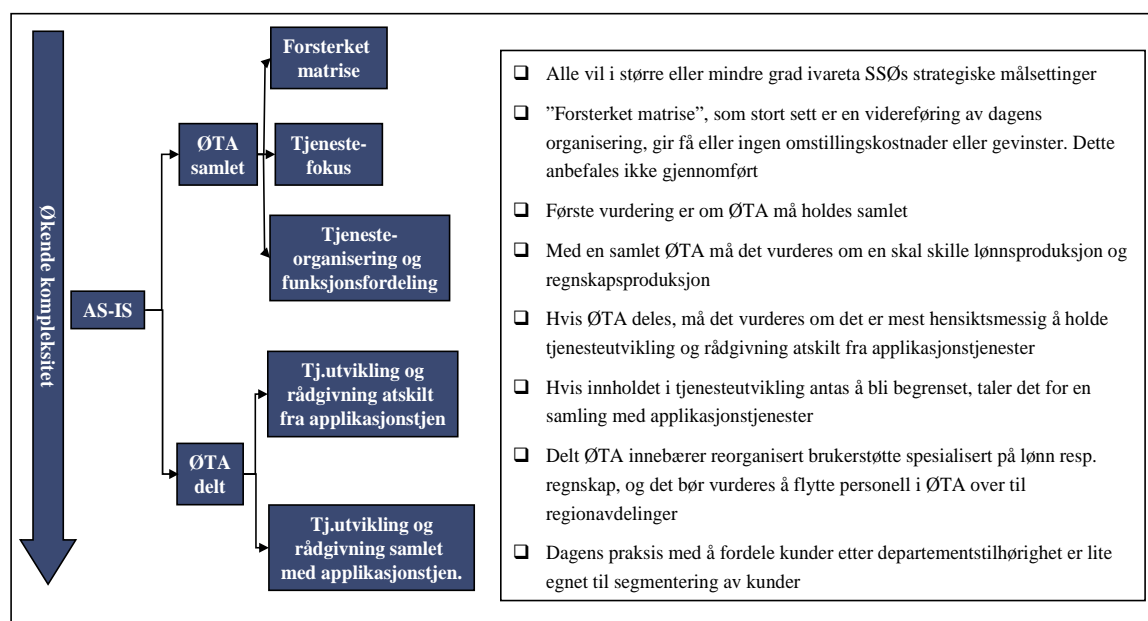 Økende kompleksitet
AS-IS
ØTA
samlet
ØTA
delt
Forsterket
matrise
Tjeneste-
fokus
Tjeneste-
organisering og
funksjonsfordeling
Tj.utvikling og
rådgivning atskilt
fra applikasjonstjen
Tj.utvikling og
rådgivning samlet
med applikasjonstjen.
Alle vil i større eller mindre grad ivareta SSØs strategiske målsettinger
”Forsterket matrise”, som stort sett er en videreføring av dagens
organisering, gir få eller ingen omstillingskostnader eller gevinster. Dette
anbefales ikke gjennomført
Første vurdering er om ØTA må holdes samlet
Med en samlet ØTA må det vurderes om en skal skille lønnsproduksjon og
regnskapsproduksjon
Hvis ØTA deles, må det vurderes om det er mest hensiktsmessig å holde
tjenesteutvikling og rådgivning atskilt fra applikasjonstjenester
Hvis innholdet i tjenesteutvikling antas å bli begrenset, taler det for en
samling med applikasjonstjenester
Delt ØTA innebærer reorganisert brukerstøtte spesialisert på lønn resp.
regnskap, og det bør vurderes å flytte personell i ØTA over til
regionavdelinger
Dagens praksis med å fordele kunder etter departementstilhørighet er lite
egnet til segmentering av kunder